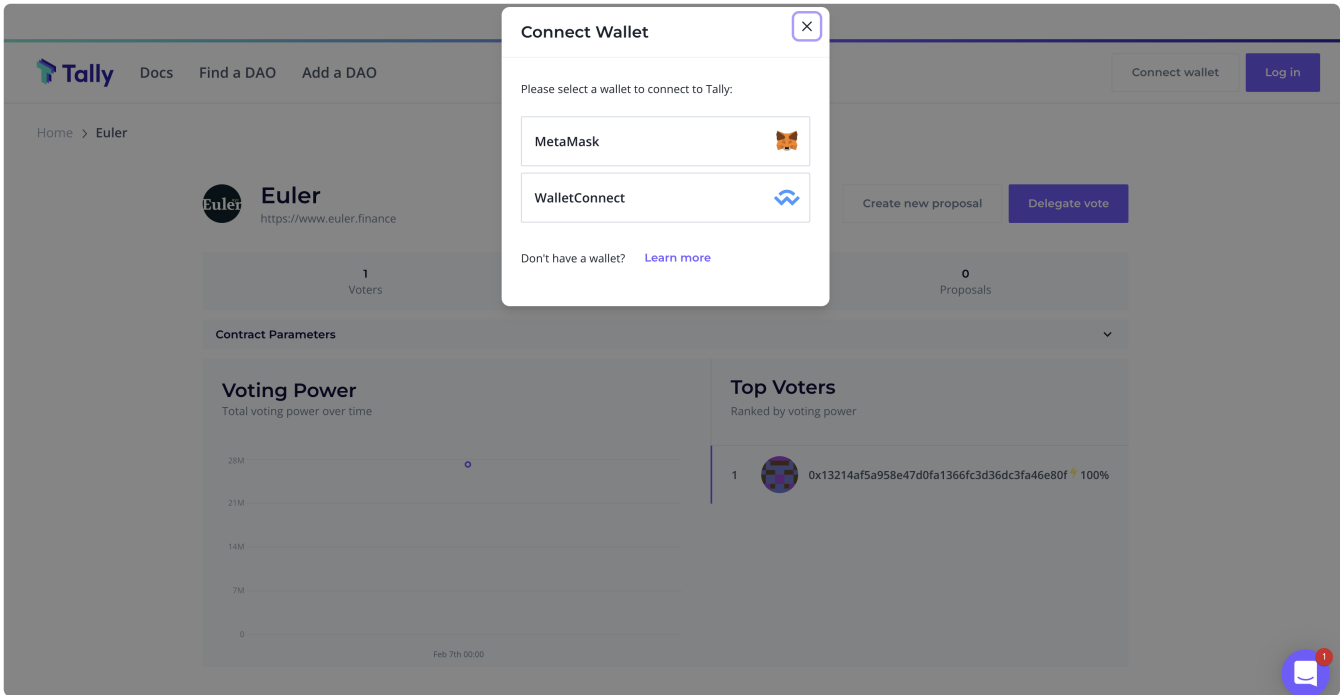 Connect Wallet
Please select a wallet to connect to Tally:
MetaMask
WalletConnect
Don't have a wallet? Learn more
Tally Docs Find a DAO Add a DAO Connect wallet Log in
Home > Euler
Euler
Euler
https://www.euler.finance
Create new proposal Delegate vote
1
Voters
0
Proposals
Contract Parameters
Voting Power
Total voting power over time
28M
21M
14M
7M
0
Feb 7th 00:00
Top Voters
Ranked by voting power
1 0x13214af5a958e47d0fa1366fc3d36dc3fa46e80f⚡100%
1